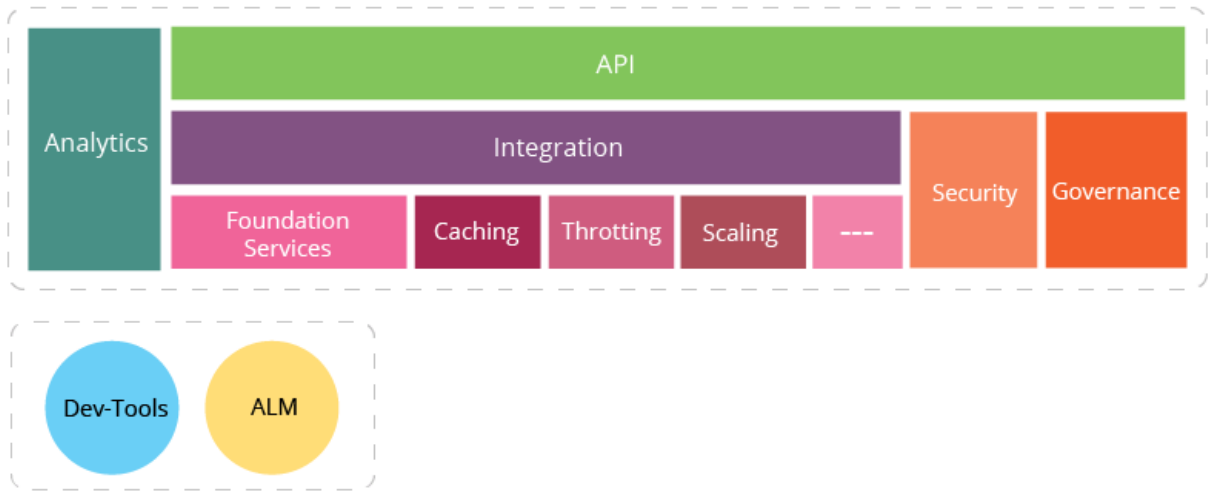 API
Analytics
Integration
Security
Governance
Foundation
Services
Caching
Throtting
Scaling
---
Dev-Tools
ALM